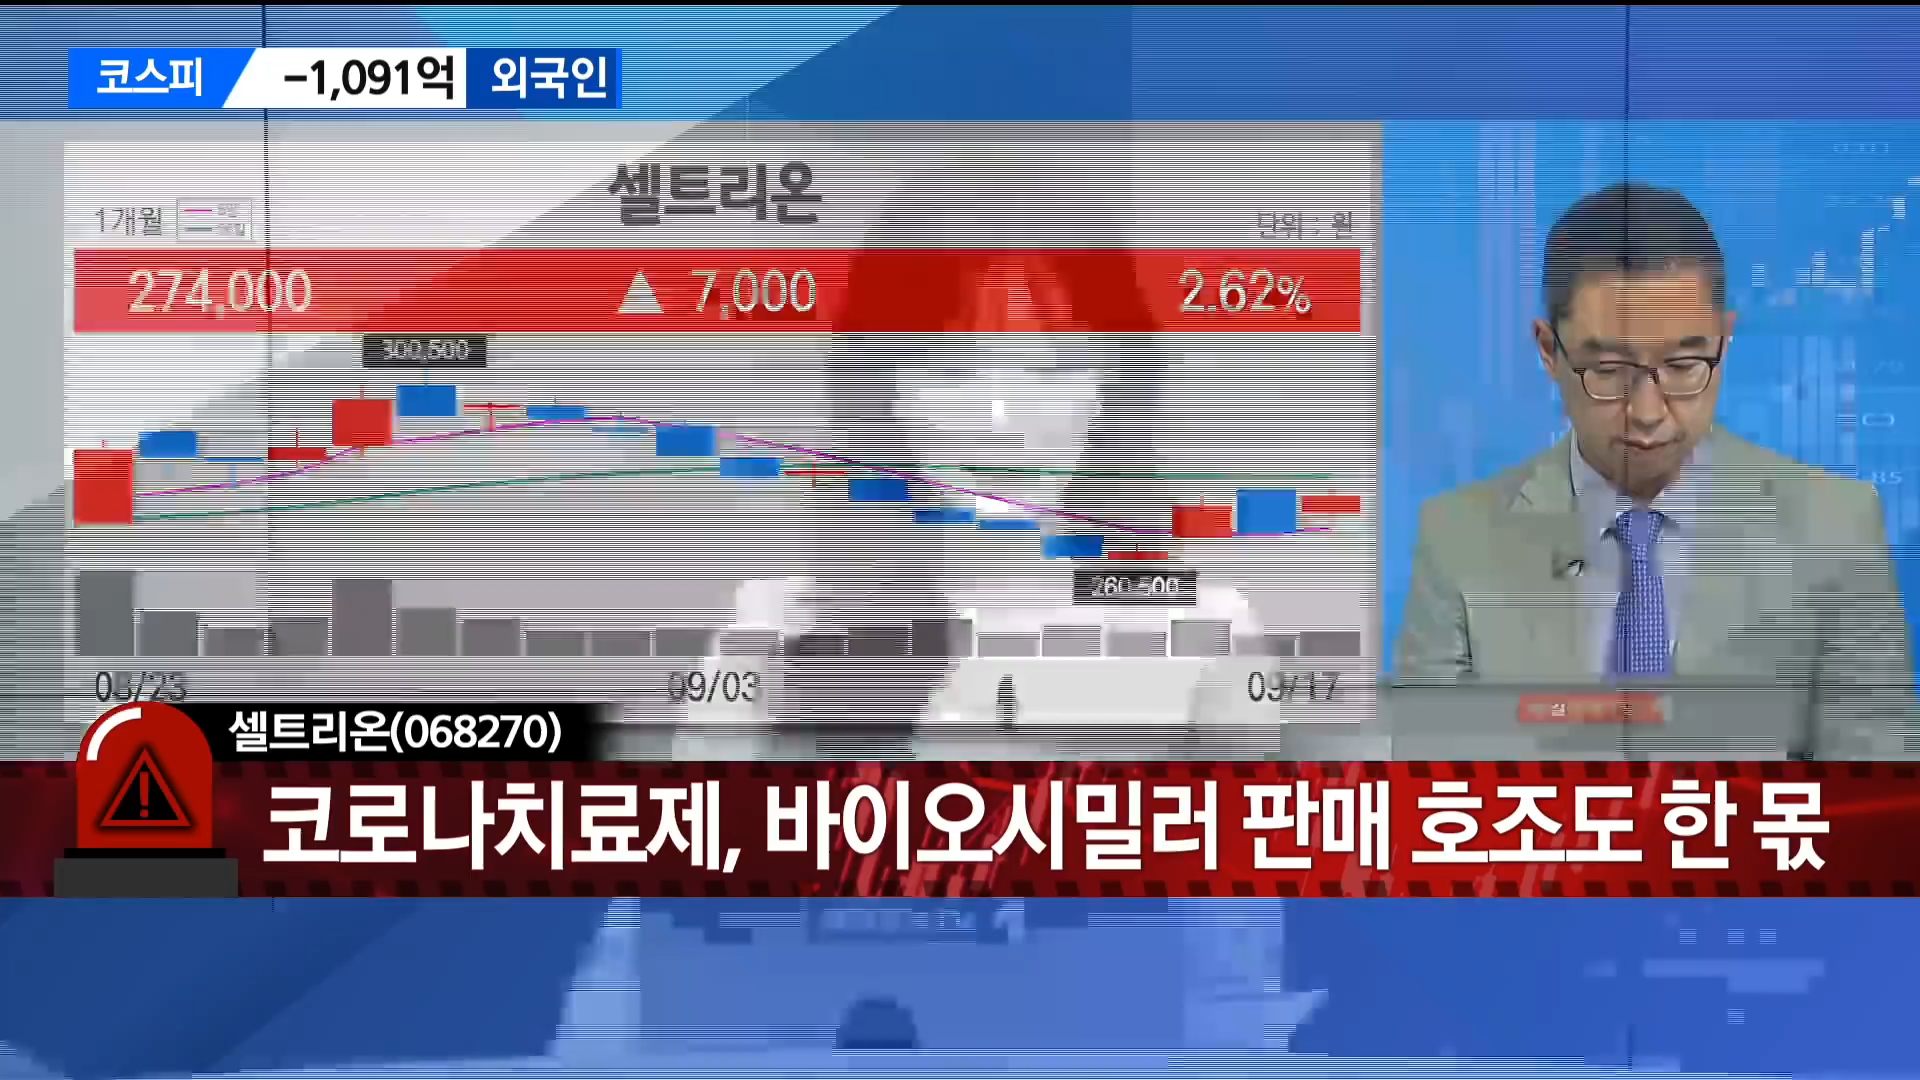 코스피 -1,091억 외국인
셀트리온
1개월
단위 : 원
274,000 ▲ 7,000 2.62%
300,500
260,500
08/23 09/03 09/17
셀트리온(068270)
코로나치료제, 바이오시밀러 판매 호조도 한 몫